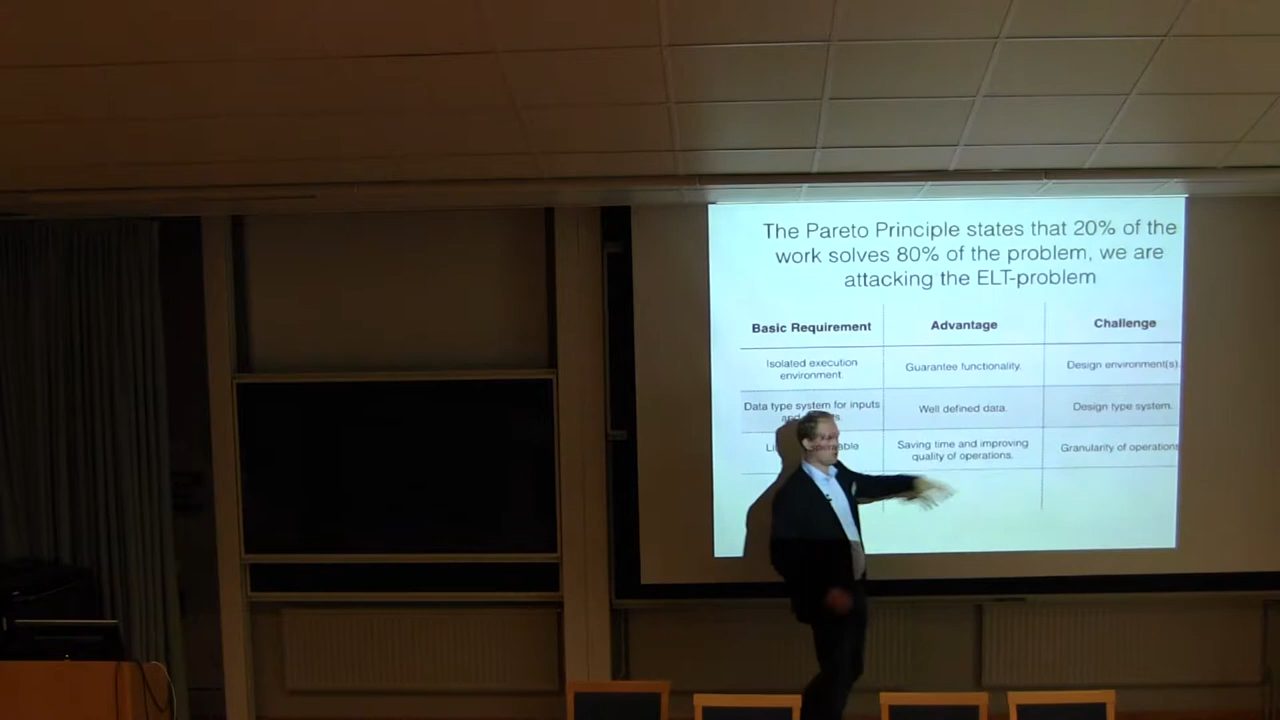 The Pareto Principle states that 20% of the
work solves 80% of the problem, we are
attacking the ELT-problem
Basic Requirement Advantage Challenge
Isolated execution
environment.
Guarantee functionality.
Design environment(s).
Data type system for inputs
Well defined data.
Design type system.
Saving time and improving
quality of operations.
Granularity of operations